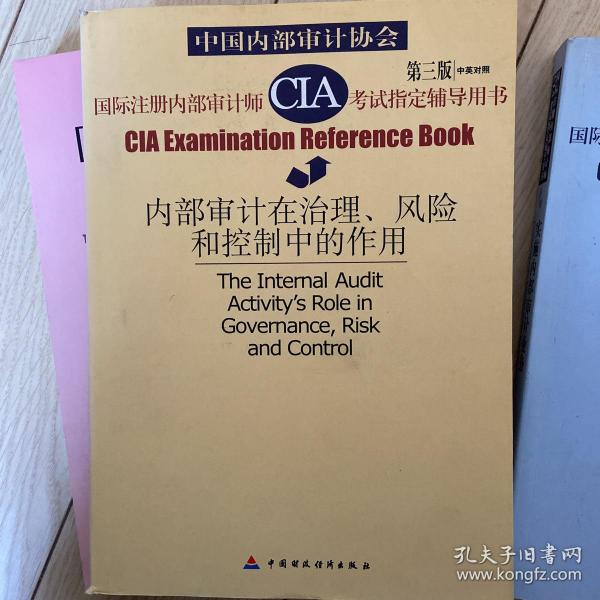 中国内部审计协会
第三版 中英对照
国际注册内部审计师 CIA 考试指定辅导用书
CIA Examination Reference Book
内部审计在治理、风险
和控制中的作用
The Internal Audit
Activity's Role in
Governance, Risk
and Control
中国财政经济出版社
国际
孔夫子旧书网
www.kongfz.com